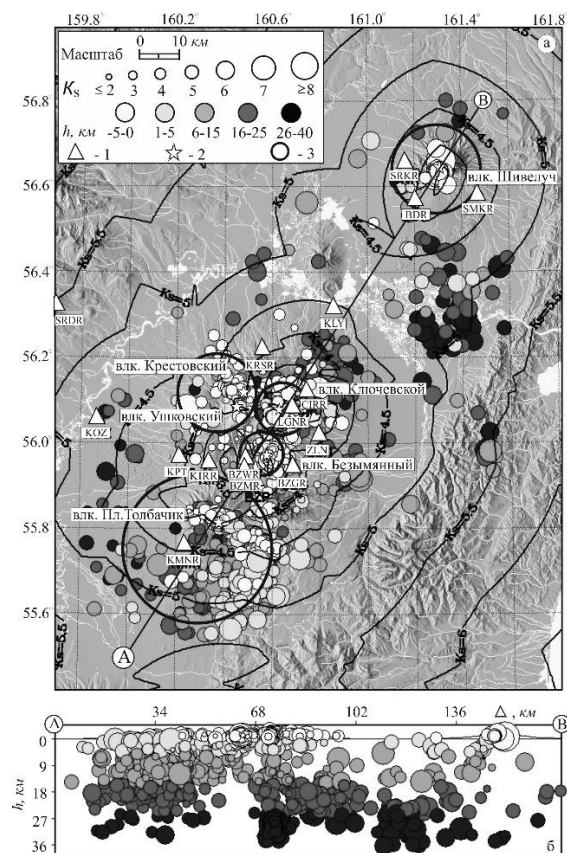 159.8 160.2 160.6 161.0 161.4 161.8
Масштаб 0 10 км
а
Ks ≤ 2 3 4 5 6 7 ≥8
h, км -5-0 1-5 6-15 16-25 26-40
- 1 - 2 - 3
56.8
56.6
56.4
56.2
56.0
55.8
55.6
B
SRKR
влк. Шивелуч
BDR
SMKR
SRDR
KLY
KRSR
влк. Крестовский
влк. Ключевской
CIRR
влк. Ушковский
LGNR
KOZ
ZLN
KPT
KIRR
BZWR
BZMR
BZGR
влк. Безымянный
влк. Пл.Толбачик
KMNR
A
Ks=4.5
Ks=5
Ks=5.5
Ks=6
A 34 68 102 136 Δ , км B
h, км
0
9
18
27
36
б